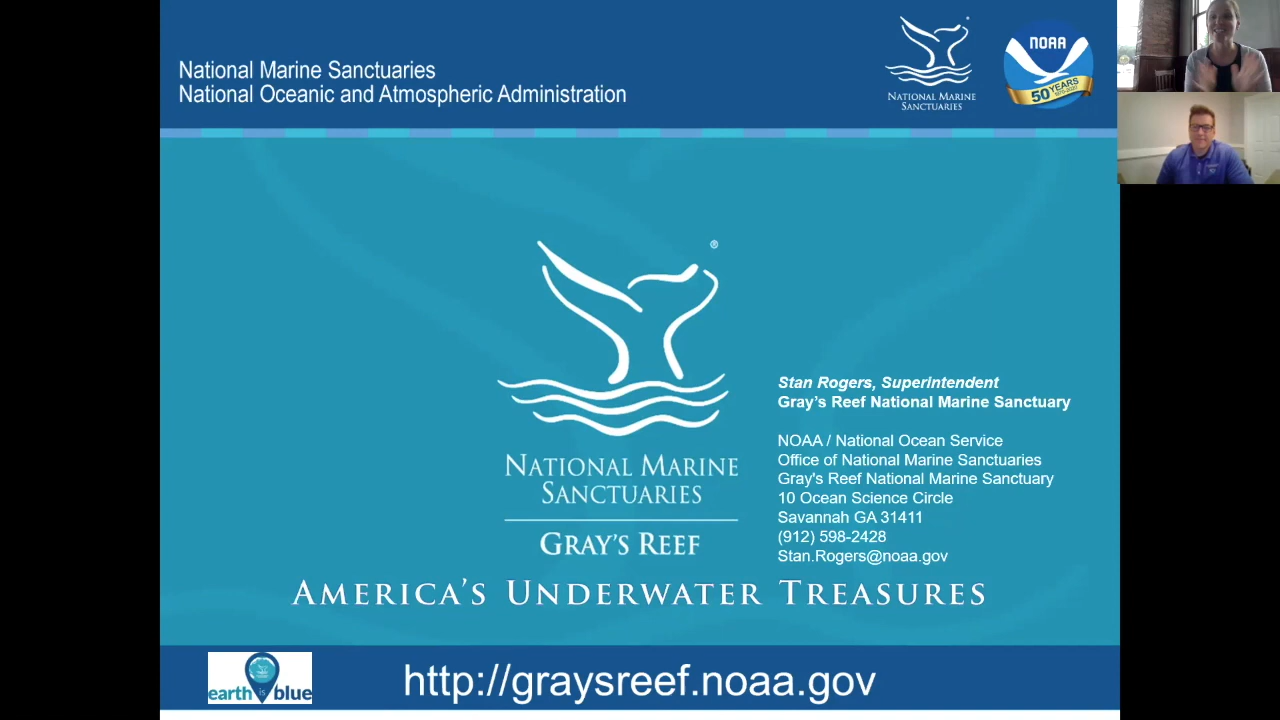 National Marine Sanctuaries
National Oceanic and Atmospheric Administration
NATIONAL MARINE
SANCTUARIES
NOAA
50 YEARS
®
Stan Rogers, Superintendent
Gray's Reef National Marine Sanctuary
NOAA / National Ocean Service
Office of National Marine Sanctuaries
Gray's Reef National Marine Sanctuary
10 Ocean Science Circle
Savannah GA 31411
(912) 598-2428
Stan.Rogers@noaa.gov
NATIONAL MARINE
SANCTUARIES
GRAY'S REEF
AMERICA'S UNDERWATER TREASURES
earth is blue
http://graysreef.noaa.gov